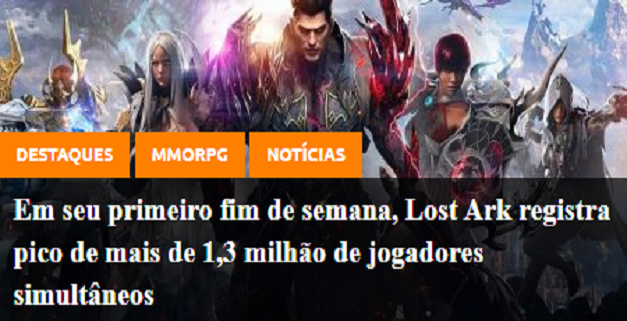 DESTAQUES MMORPG NOTÍCIAS
Em seu primeiro fim de semana, Lost Ark registra
pico de mais de 1,3 milhão de jogadores
simultâneos